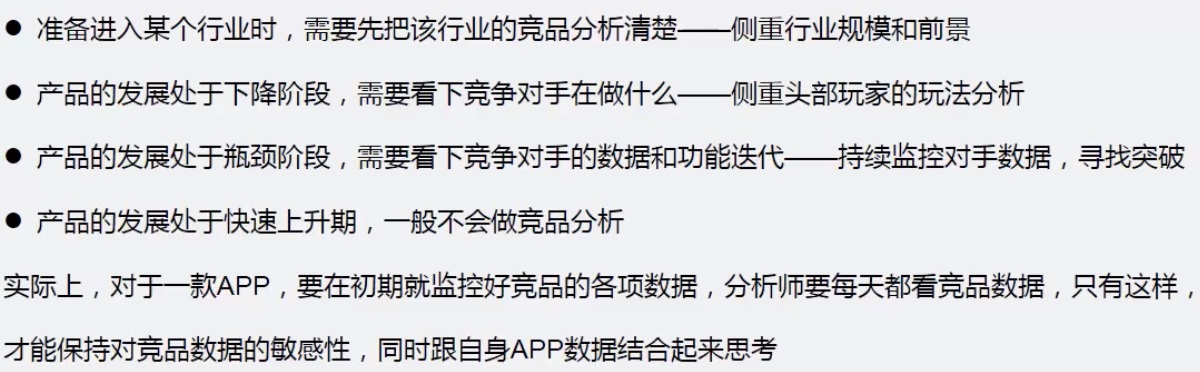 ● 准备进入某个行业时，需要先把该行业的竞品分析清楚——侧重行业规模和前景
● 产品的发展处于下降阶段，需要看下竞争对手在做什么——侧重头部玩家的玩法分析
● 产品的发展处于瓶颈阶段，需要看下竞争对手的数据和功能迭代——持续监控对手数据，寻找突破
● 产品的发展处于快速上升期，一般不会做竞品分析
实际上，对于一款APP，要在初期就监控好竞品的各项数据，分析师要每天都看竞品数据，只有这样，
才能保持对竞品数据的敏感性，同时跟自身APP数据结合起来思考